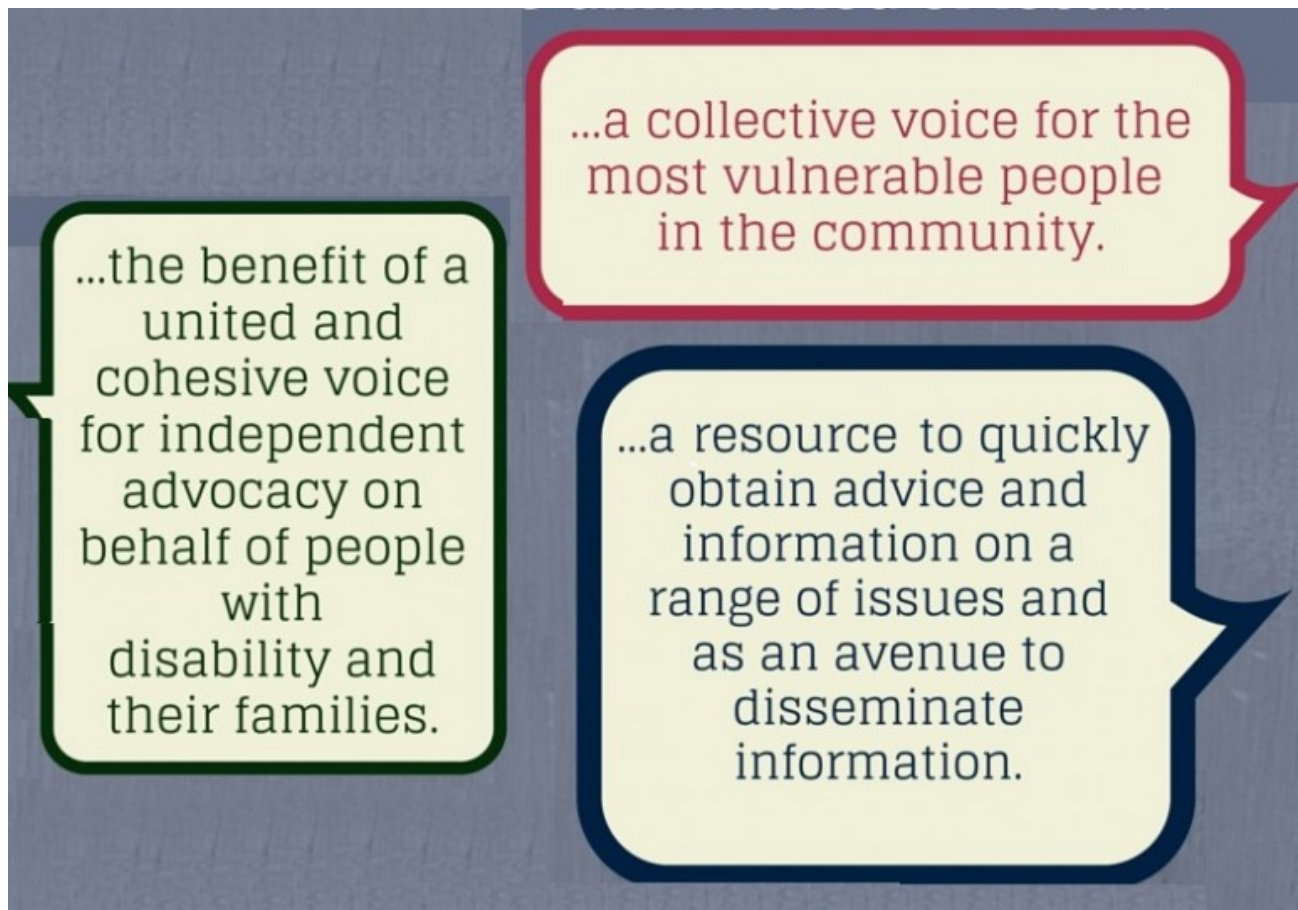 ...a collective voice for the
most vulnerable people
in the community.
...the benefit of a
united and
cohesive voice
for independent
advocacy on
behalf of people
with
disability and
their families.
...a resource to quickly
obtain advice and
information on a
range of issues and
as an avenue to
disseminate
information.